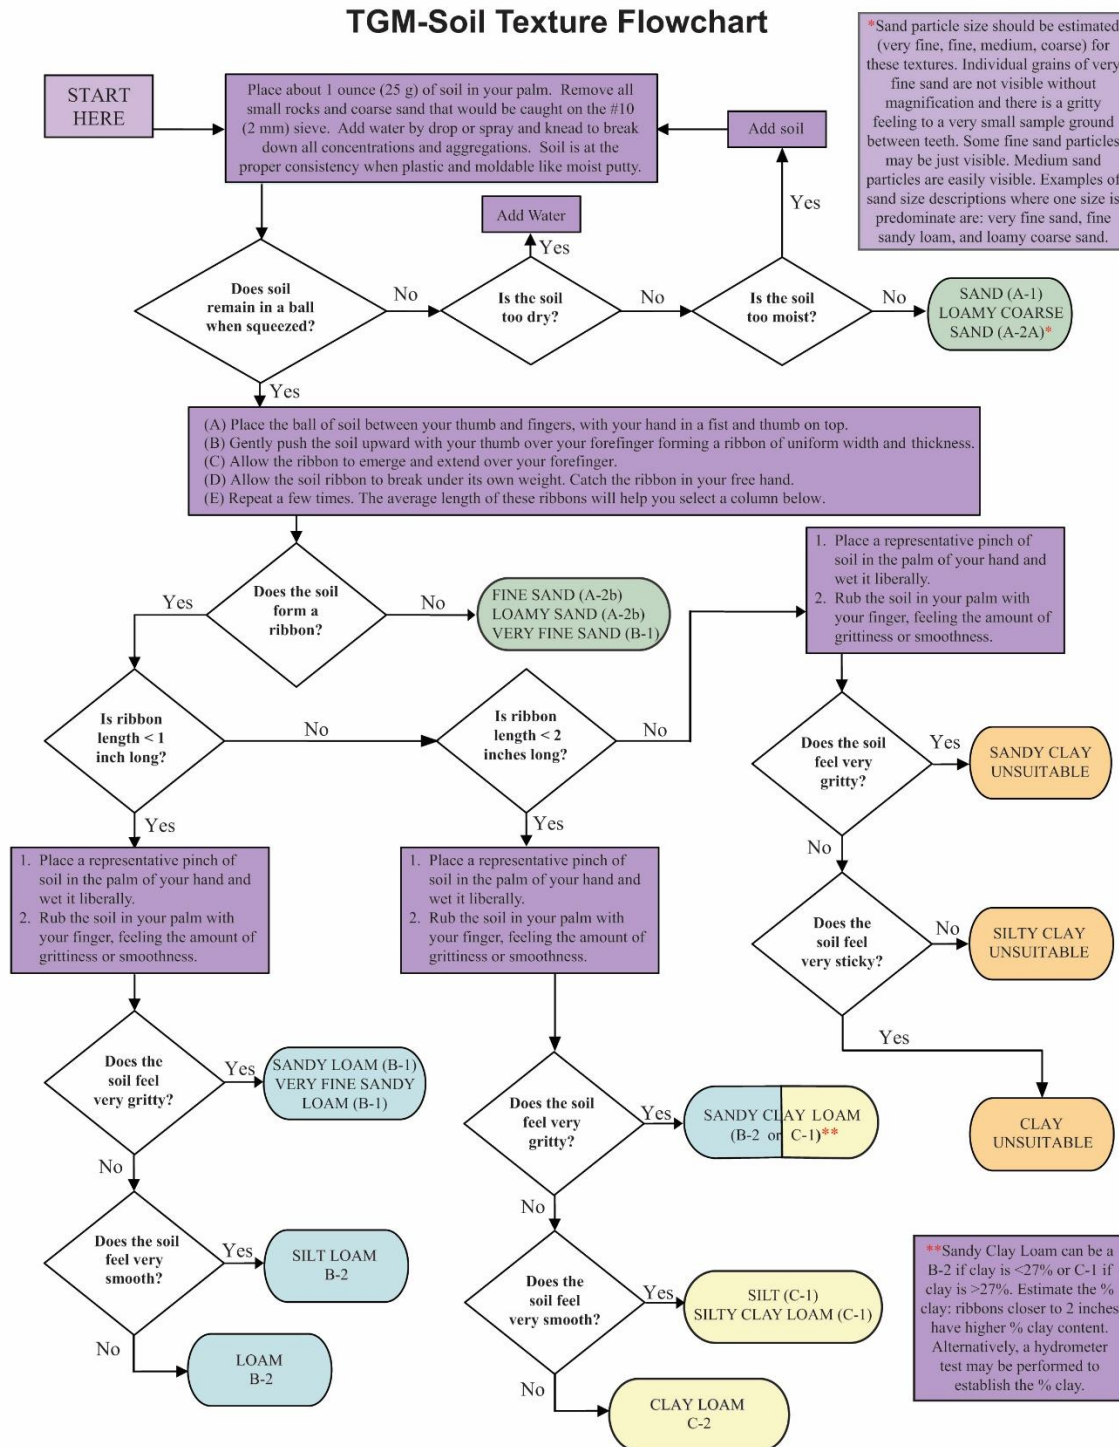 TGM-Soil Texture Flowchart
*Sand particle size should be estimated
(very fine, fine, medium, coarse) for
these textures. Individual grains of very
fine sand are not visible without
magnification and there is a gritty
feeling to a very small sample ground
between teeth. Some fine sand particles
may be just visible. Medium sand
particles are easily visible. Examples of
sand size descriptions where one size is
predominate are: very fine sand, fine
sandy loam, and loamy coarse sand.
START
HERE
Place about 1 ounce (25 g) of soil in your palm. Remove all
small rocks and coarse sand that would be caught on the #10
(2 mm) sieve. Add water by drop or spray and knead to break
down all concentrations and aggregations. Soil is at the
proper consistency when plastic and moldable like moist putty.
Add soil
Yes
Add Water
Yes
Does soil
remain in a ball
when squeezed?
No
Is the soil
too dry?
No
Is the soil
too moist?
No
SAND (A-1)
LOAMY COARSE
SAND (A-2A)*
Yes
(A) Place the ball of soil between your thumb and fingers, with your hand in a fist and thumb on top.
(B) Gently push the soil upward with your thumb over your forefinger forming a ribbon of uniform width and thickness.
(C) Allow the ribbon to emerge and extend over your forefinger.
(D) Allow the soil ribbon to break under its own weight. Catch the ribbon in your free hand.
(E) Repeat a few times. The average length of these ribbons will help you select a column below.
Does the soil
form a
ribbon?
Yes
No
FINE SAND (A-2b)
LOAMY SAND (A-2b)
VERY FINE SAND (B-1)
1. Place a representative pinch of
soil in the palm of your hand and
wet it liberally.
2. Rub the soil in your palm with
your finger, feeling the amount of
grittiness or smoothness.
Is ribbon
length < 1
inch long?
No
Is ribbon
length < 2
inches long?
No
Does the soil
feel very
gritty?
Yes
SANDY CLAY
UNSUITABLE
Yes
Yes
No
1. Place a representative pinch of
soil in the palm of your hand and
wet it liberally.
2. Rub the soil in your palm with
your finger, feeling the amount of
grittiness or smoothness.
1. Place a representative pinch of
soil in the palm of your hand and
wet it liberally.
2. Rub the soil in your palm with
your finger, feeling the amount of
grittiness or smoothness.
Does the
soil feel
very sticky?
No
SILTY CLAY
UNSUITABLE
Yes
CLAY
UNSUITABLE
Does the
soil feel
very gritty?
Yes
SANDY LOAM (B-1)
VERY FINE SANDY
LOAM (B-1)
Does the soil
feel very
gritty?
Yes
SANDY CLAY LOAM
(B-2 or C-1)**
No
No
Does the soil
feel very
smooth?
Yes
SILT LOAM
B-2
Does the
soil feel
very smooth?
Yes
SILT (C-1)
SILTY CLAY LOAM (C-1)
No
LOAM
B-2
No
CLAY LOAM
C-2
**Sandy Clay Loam can be a
B-2 if clay is <27% or C-1 if
clay is >27%. Estimate the %
clay: ribbons closer to 2 inches
have higher % clay content.
Alternatively, a hydrometer
test may be performed to
establish the % clay.